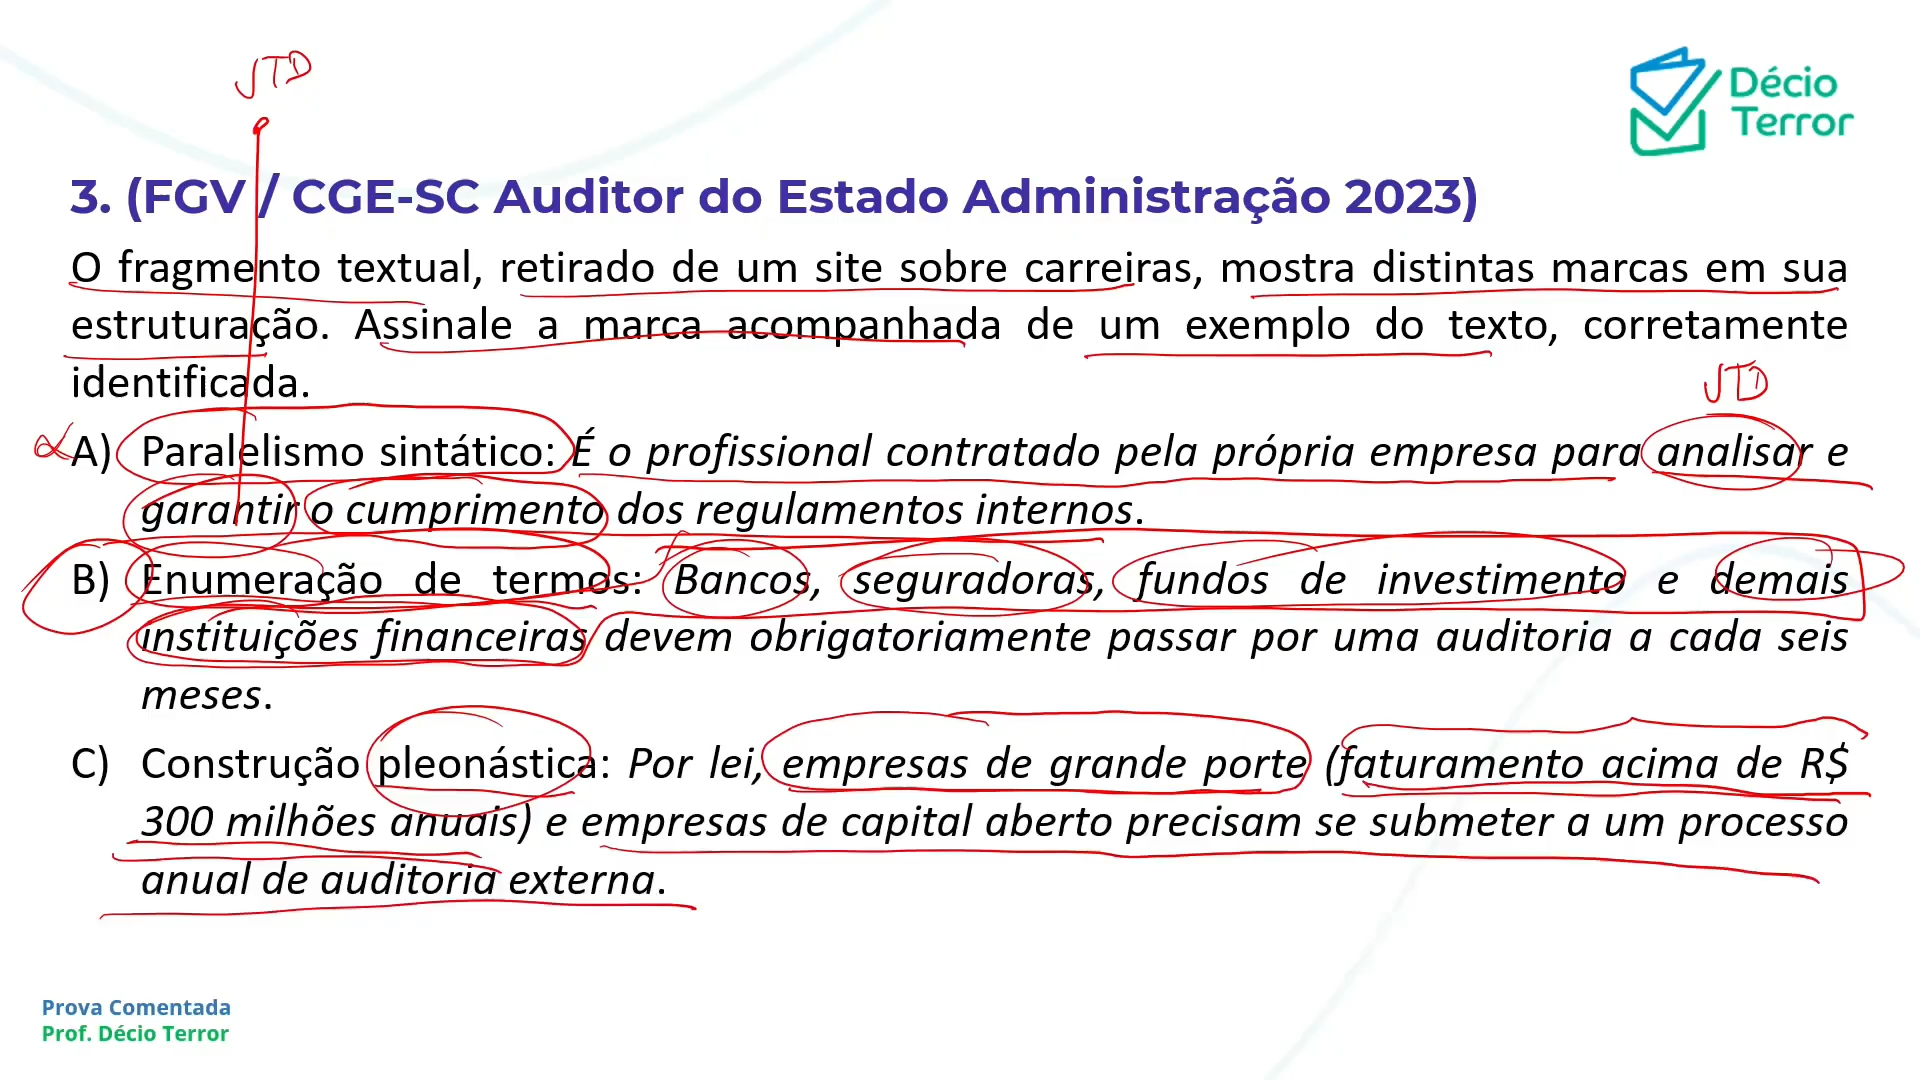 VTD
Décio
Terror
3. (FGV / CGE-SC Auditor do Estado Administração 2023)
O fragmento textual, retirado de um site sobre carreiras, mostra distintas marcas em sua
estruturação. Assinale a marca acompanhada de um exemplo do texto, corretamente
identificada.
VTD
A) Paralelismo sintático: É o profissional contratado pela própria empresa para analisar e
garantir o cumprimento dos regulamentos internos.
B) Enumeração de termos: Bancos, seguradoras, fundos de investimento e demais
instituições financeiras devem obrigatoriamente passar por uma auditoria a cada seis
meses.
C) Construção pleonástica: Por lei, empresas de grande porte (faturamento acima de R$
300 milhões anuais) e empresas de capital aberto precisam se submeter a um processo
anual de auditoria externa.
Prova Comentada
Prof. Décio Terror